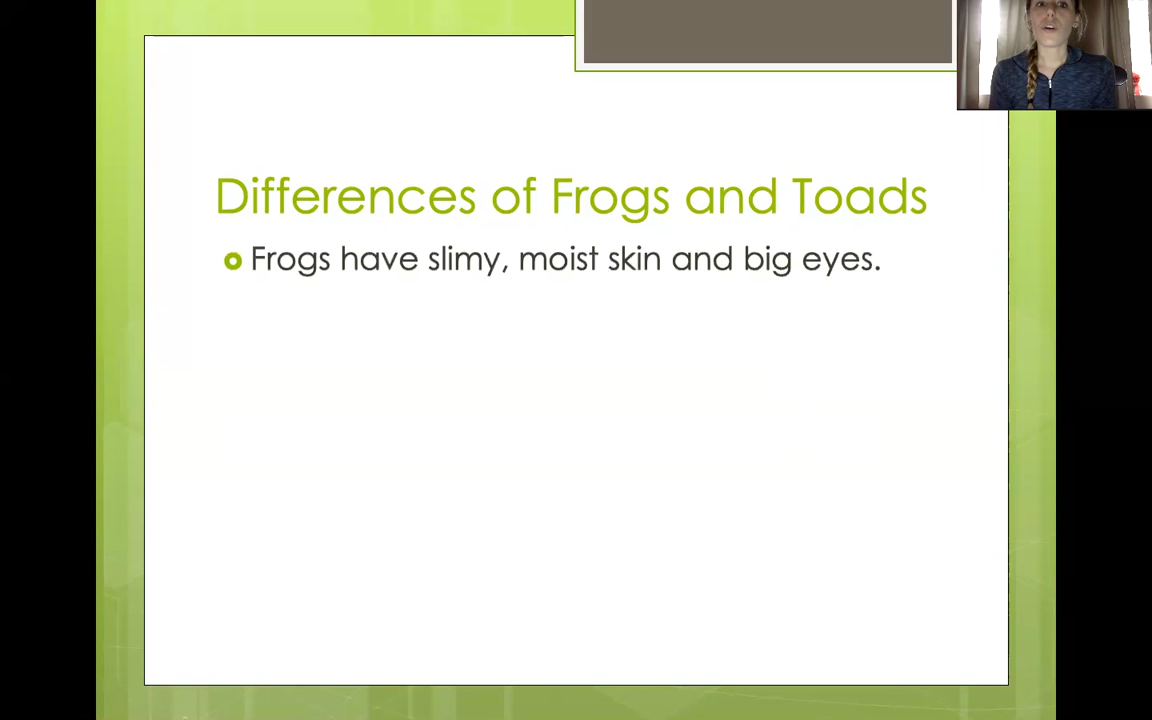 Differences of Frogs and Toads
Frogs have slimy, moist skin and big eyes.